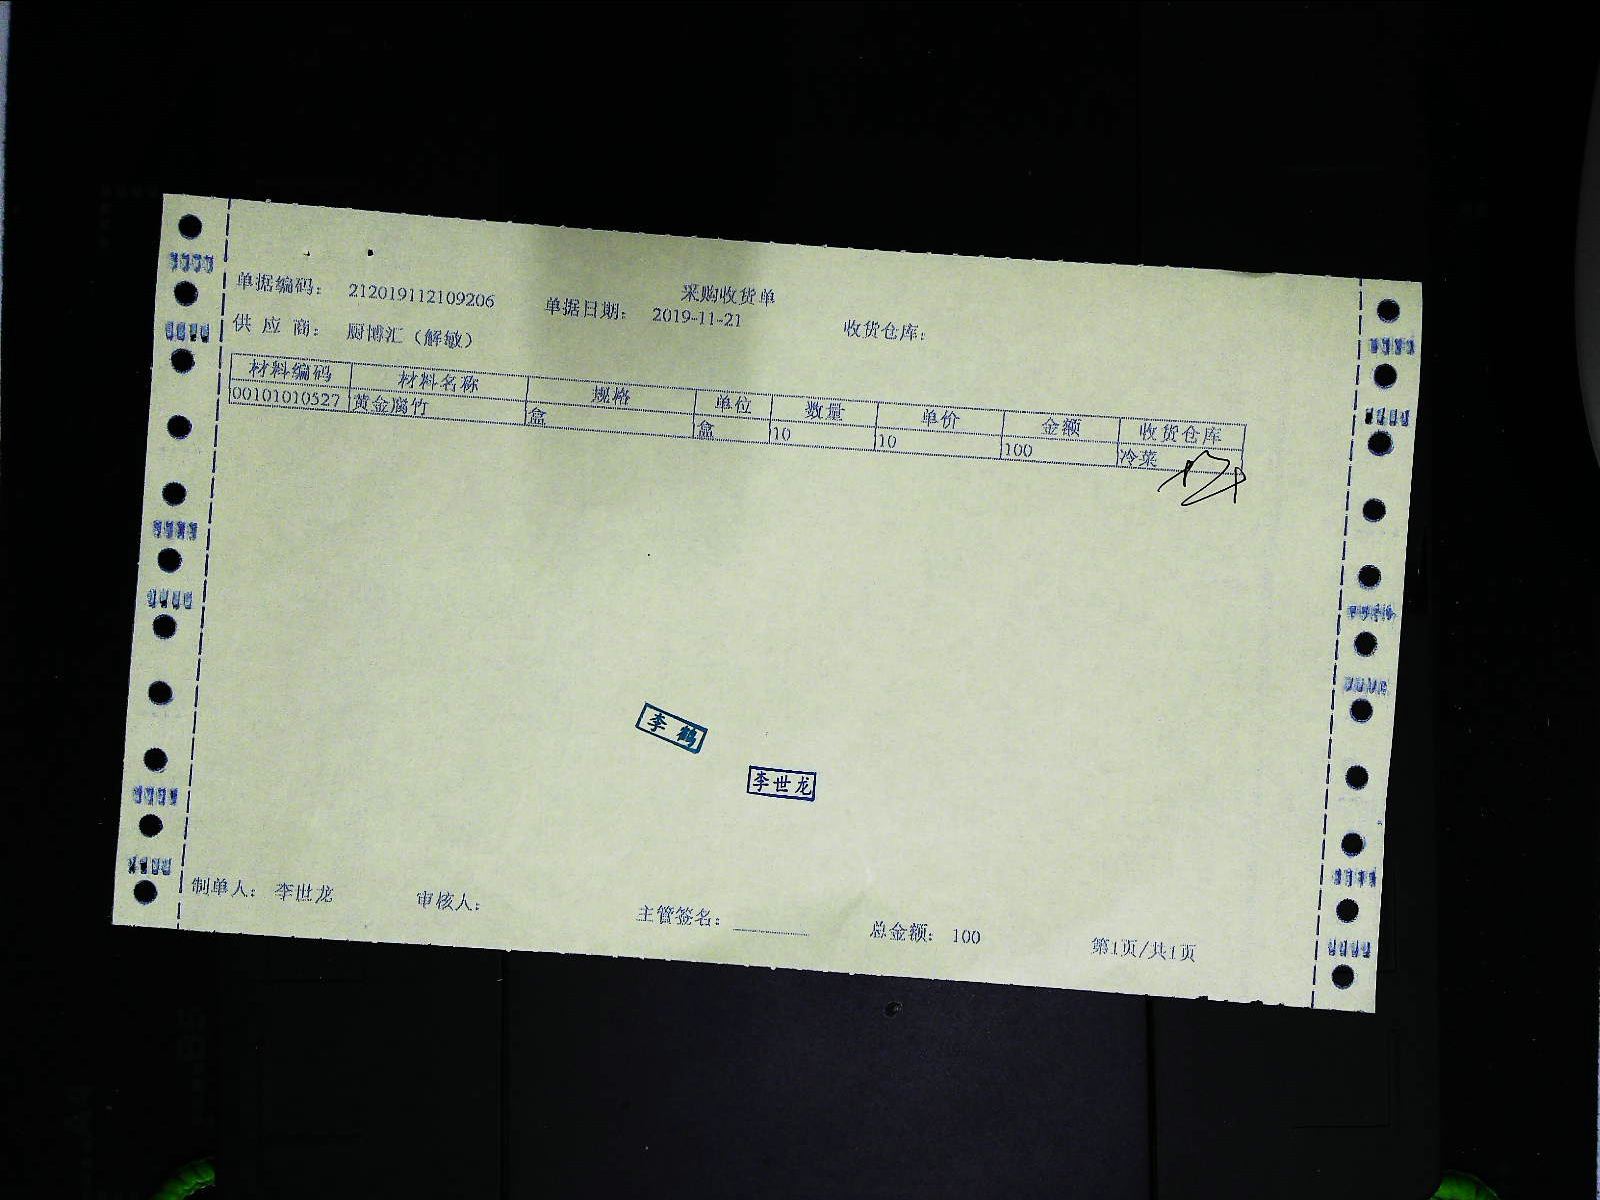 采购收货单
单据编码： 212019112109206 单据日期： 2019-11-21 收货仓库：
供 应 商： 厨博汇（解敏）
材料编码 材料名称 规格 单位 数量 单价 金额 收货仓库
00101010527 黄金腐竹 盒 盒 10 10 100 冷菜
李鹤
李世龙
制单人： 李世龙 审核人： 主管签名： 总金额： 100 第1页/共1页